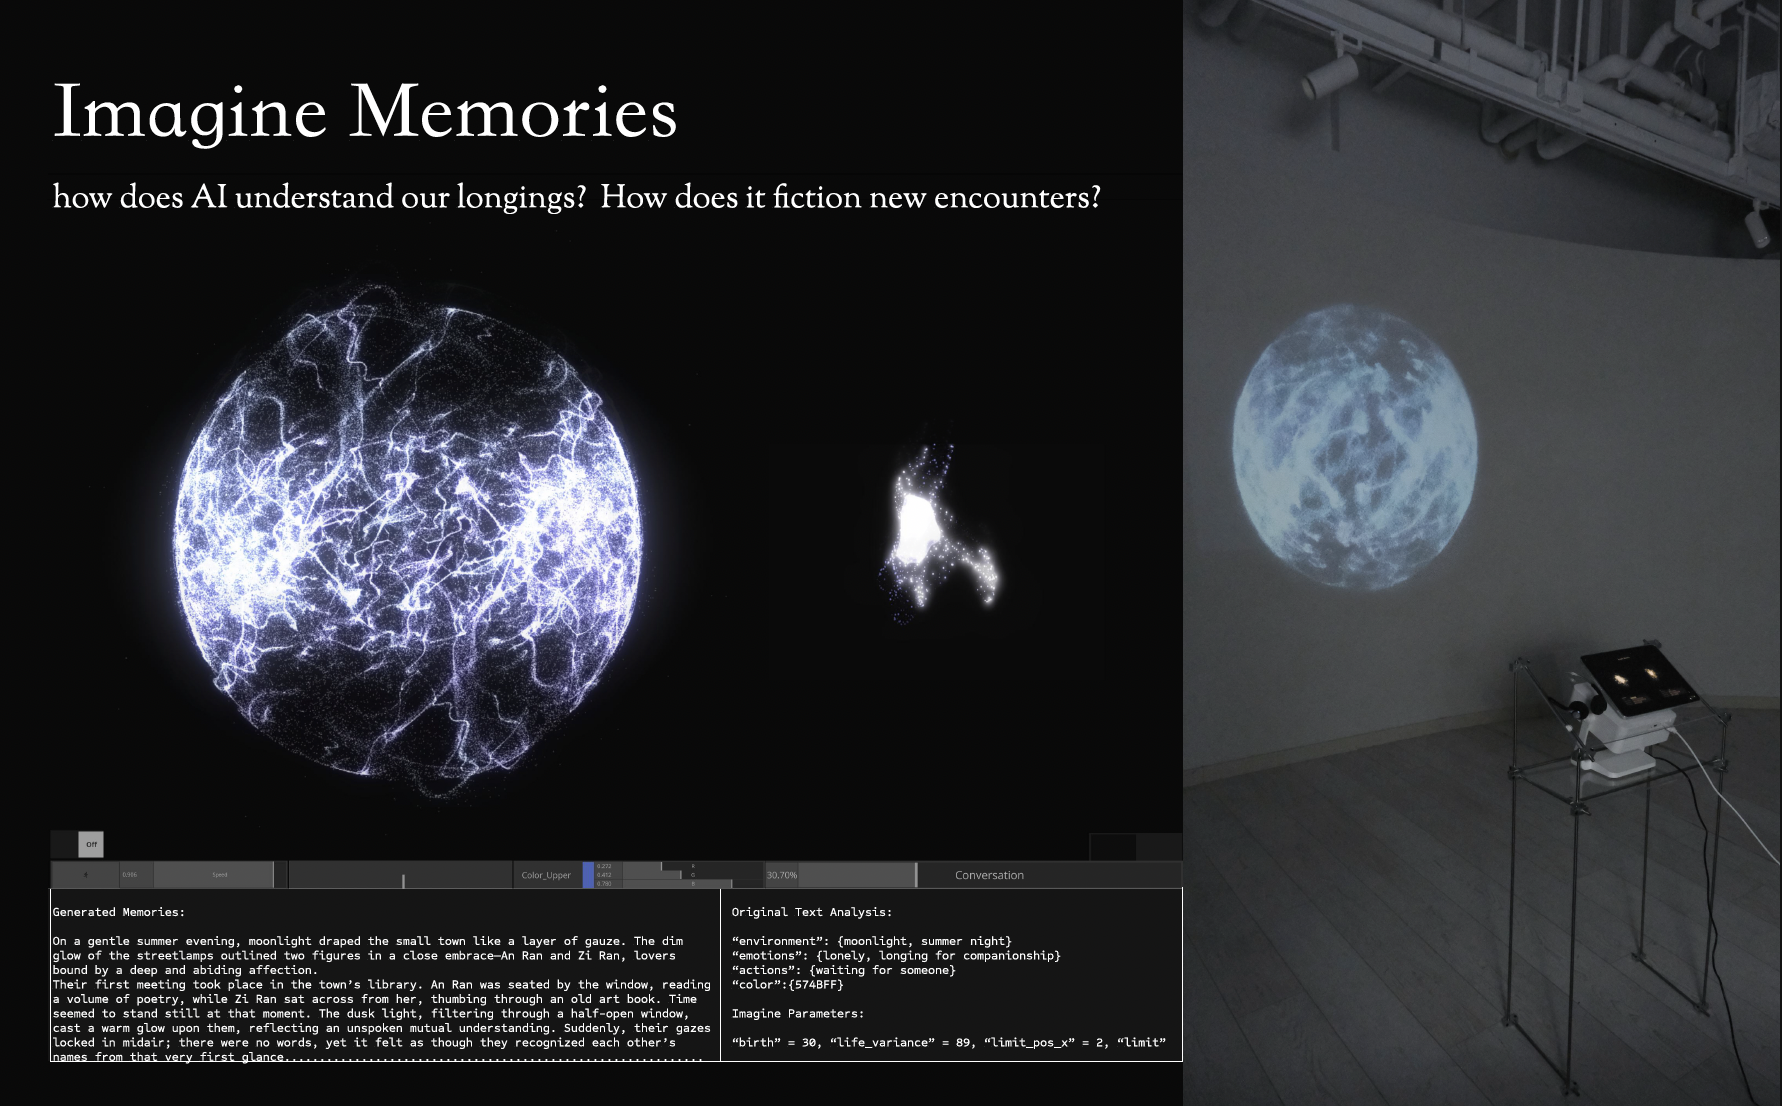 Imagine Memories
how does AI understand our longings? How does it fiction new encounters?
Off
0.996 Speed
Color_Upper
0.272 R
0.412 G
0.780 B
30.70%
Conversation
Generated Memories:
On a gentle summer evening, moonlight draped the small town like a layer of gauze. The dim
glow of the streetlamps outlined two figures in a close embrace—An Ran and Zi Ran, lovers
bound by a deep and abiding affection.
Their first meeting took place in the town’s library. An Ran was seated by the window, reading
a volume of poetry, while Zi Ran sat across from her, thumbing through an old art book. Time
seemed to stand still at that moment. The dusk light, filtering through a half-open window,
cast a warm glow upon them, reflecting an unspoken mutual understanding. Suddenly, their gazes
locked in midair; there were no words, yet it felt as though they recognized each other’s
names from that very first glance..........................................................
Original Text Analysis:
“environment”: {moonlight, summer night}
“emotions”: {lonely, longing for companionship}
“actions”: {waiting for someone}
“color”:{574BFF}
Imagine Parameters:
“birth” = 30, “life_variance” = 89, “limit_pos_x” = 2, “limit”